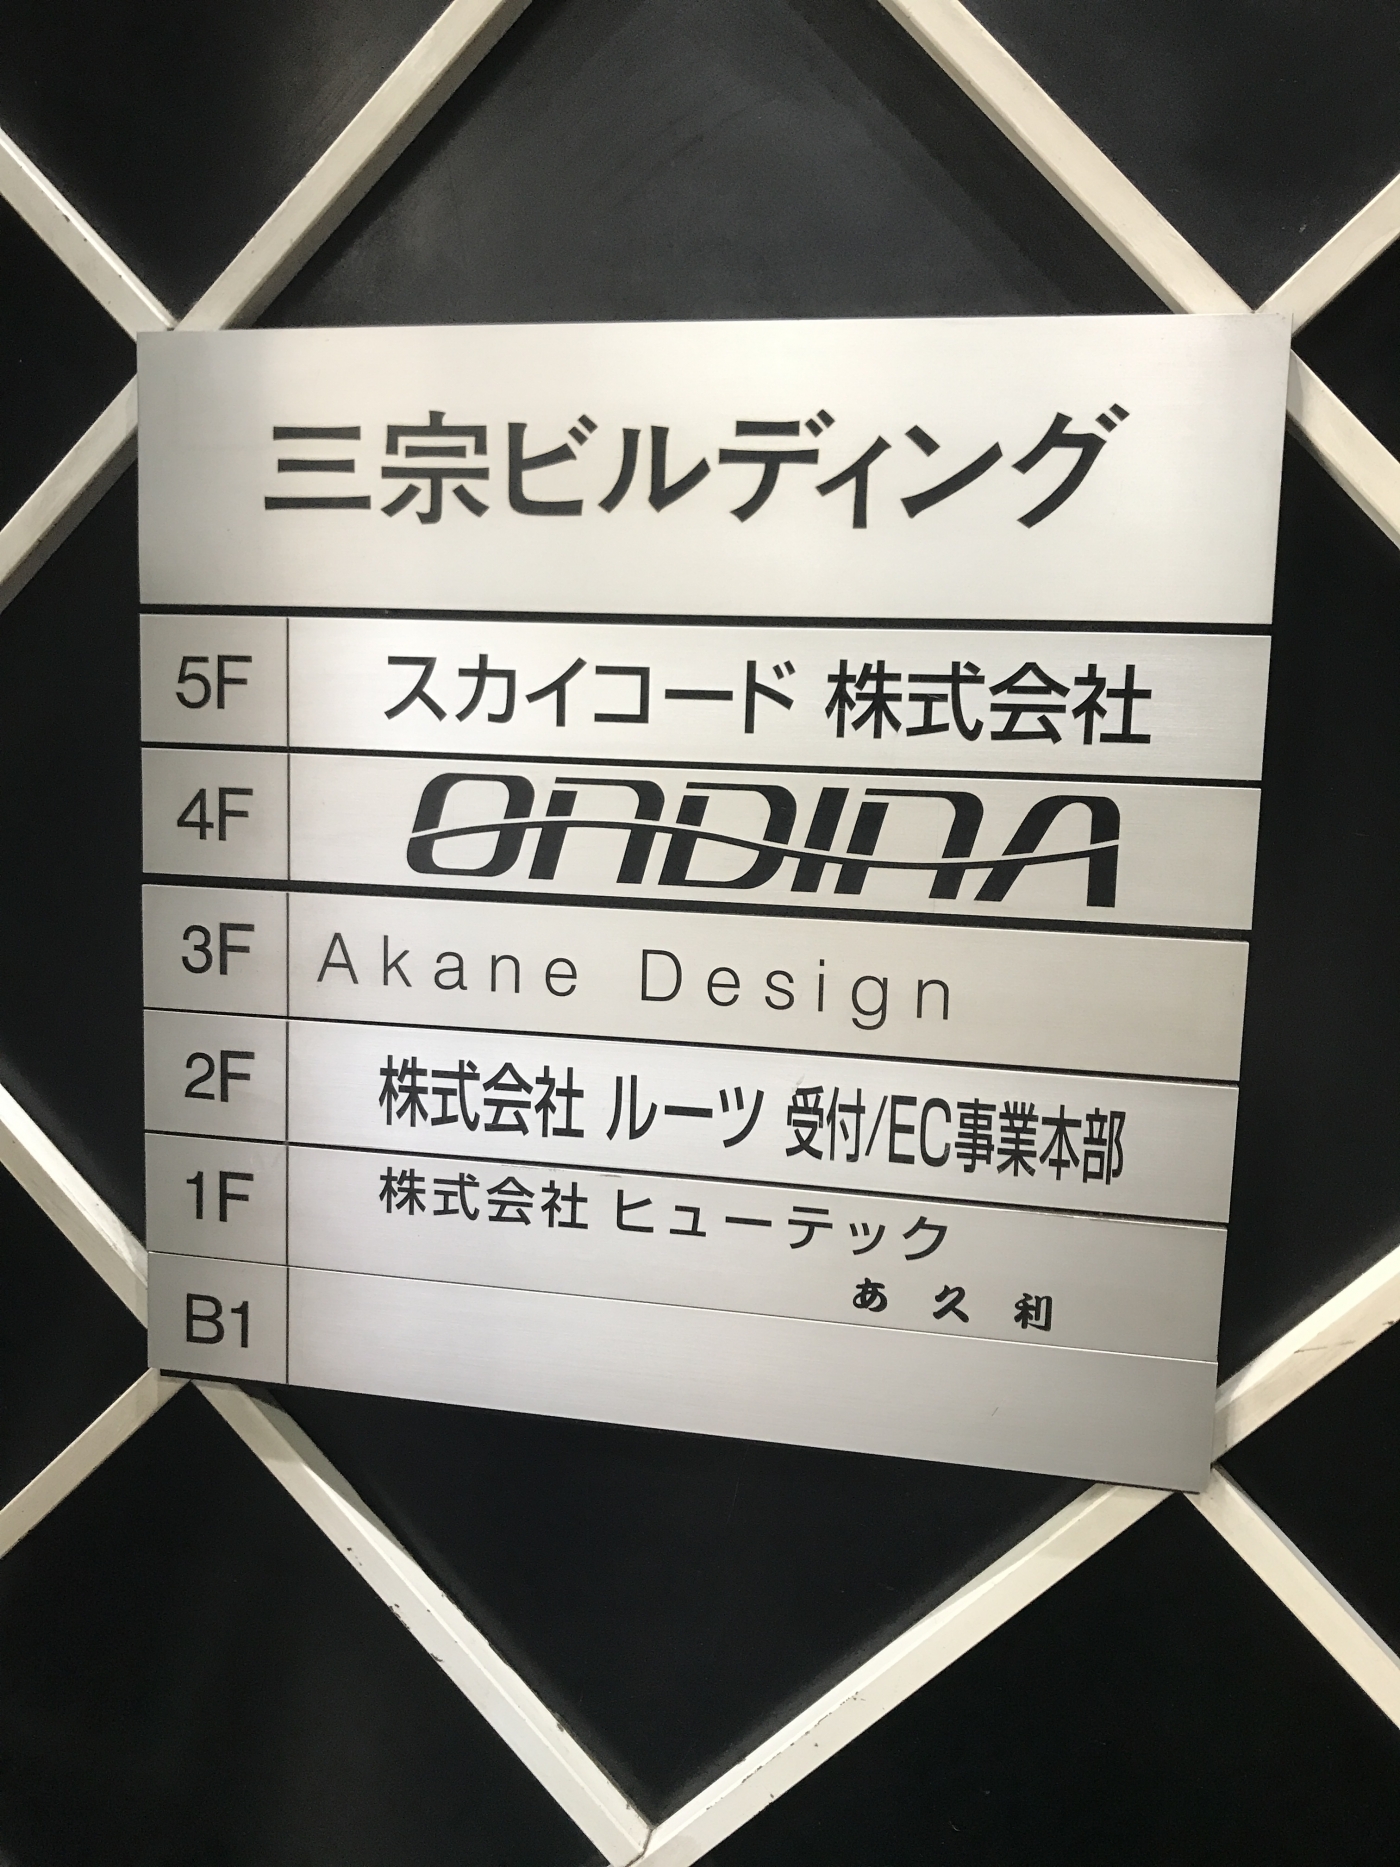 三宗ビルディング
5F スカイコード 株式会社
4F ONDINA
3F Akane Design
2F 株式会社 ルーツ 受付/EC事業本部
1F 株式会社 ヒューテック
あ久利
B1